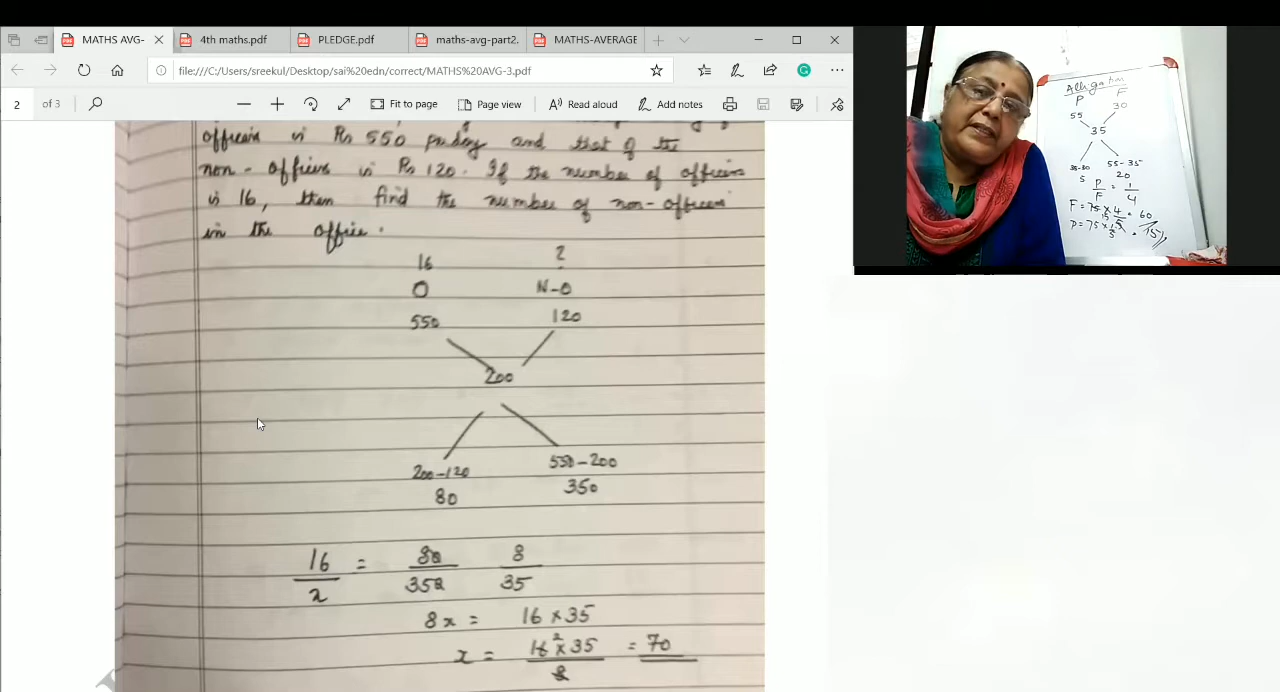 MATHS AVG-
4th maths.pdf
PLEDGE.pdf
maths-avg-part2.
MATHS-AVERAGE
file:///C:/Users/sreekul/Desktop/sai%20edn/correct/MATHS%20AVG-3.pdf
2 of 3
Fit to page
Page view
Read aloud
Add notes
officers is Rs 550 per day and that of the
non-officers is Rs 120. If the number of officers
is 16, then find the number of non-officers
in the office.
16 ?
O N-O
550 120
200
200-120 550-200
80 350
16/x = 80/350 8/35
8x = 16 × 35
x = 16 2 × 35 / 8 = 70
Alligation
P F
55 30
35
35-30 55-35
5 20
P/F = 1/4
F = 75 × 4/5 = 60
P = 75 × 1/5 = 15